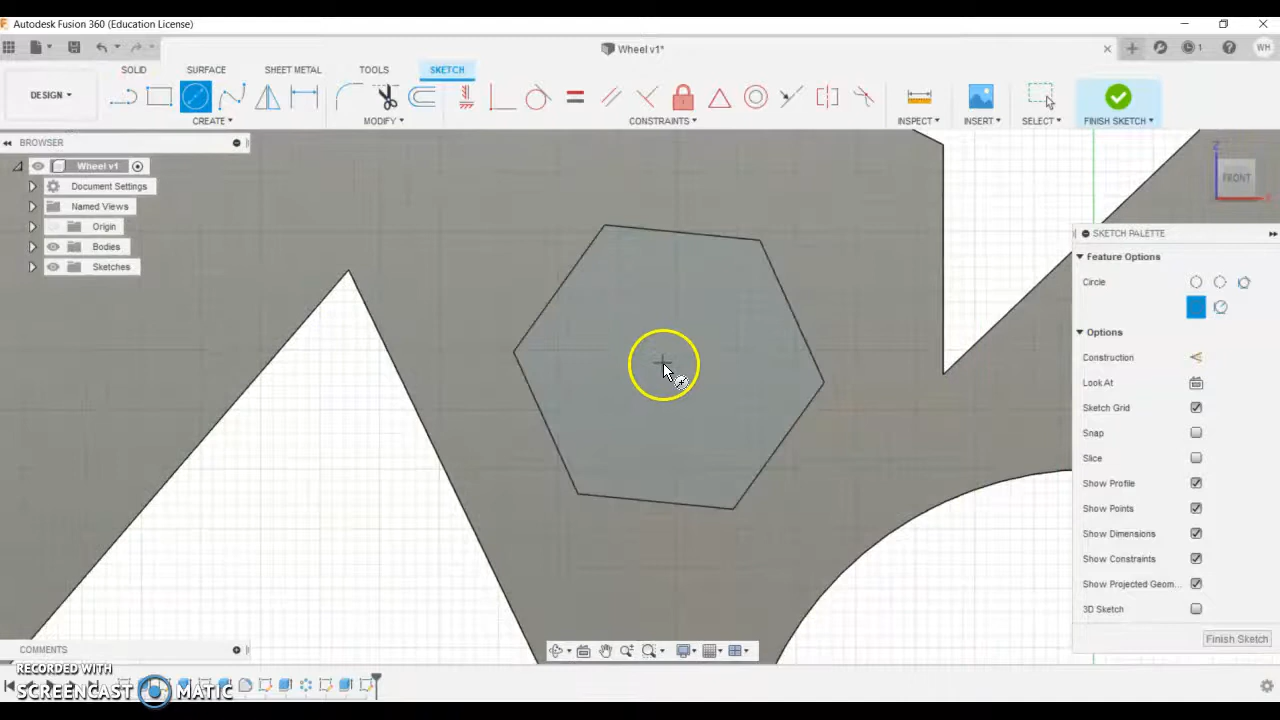 Autodesk Fusion 360 (Education License)
Wheel v1*
1
WH
SOLID SURFACE SHEET METAL TOOLS SKETCH
DESIGN
CREATE MODIFY CONSTRAINTS INSPECT INSERT SELECT FINISH SKETCH
BROWSER
Wheel v1
Document Settings
Named Views
Origin
Bodies
Sketches
Z
FRONT
X
SKETCH PALETTE
Feature Options
Circle
Options
Construction
Look At
Sketch Grid
Snap
Slice
Show Profile
Show Points
Show Dimensions
Show Constraints
Show Projected Geom...
3D Sketch
Finish Sketch
COMMENTS
RECORDED WITH
SCREENCAST MATIC